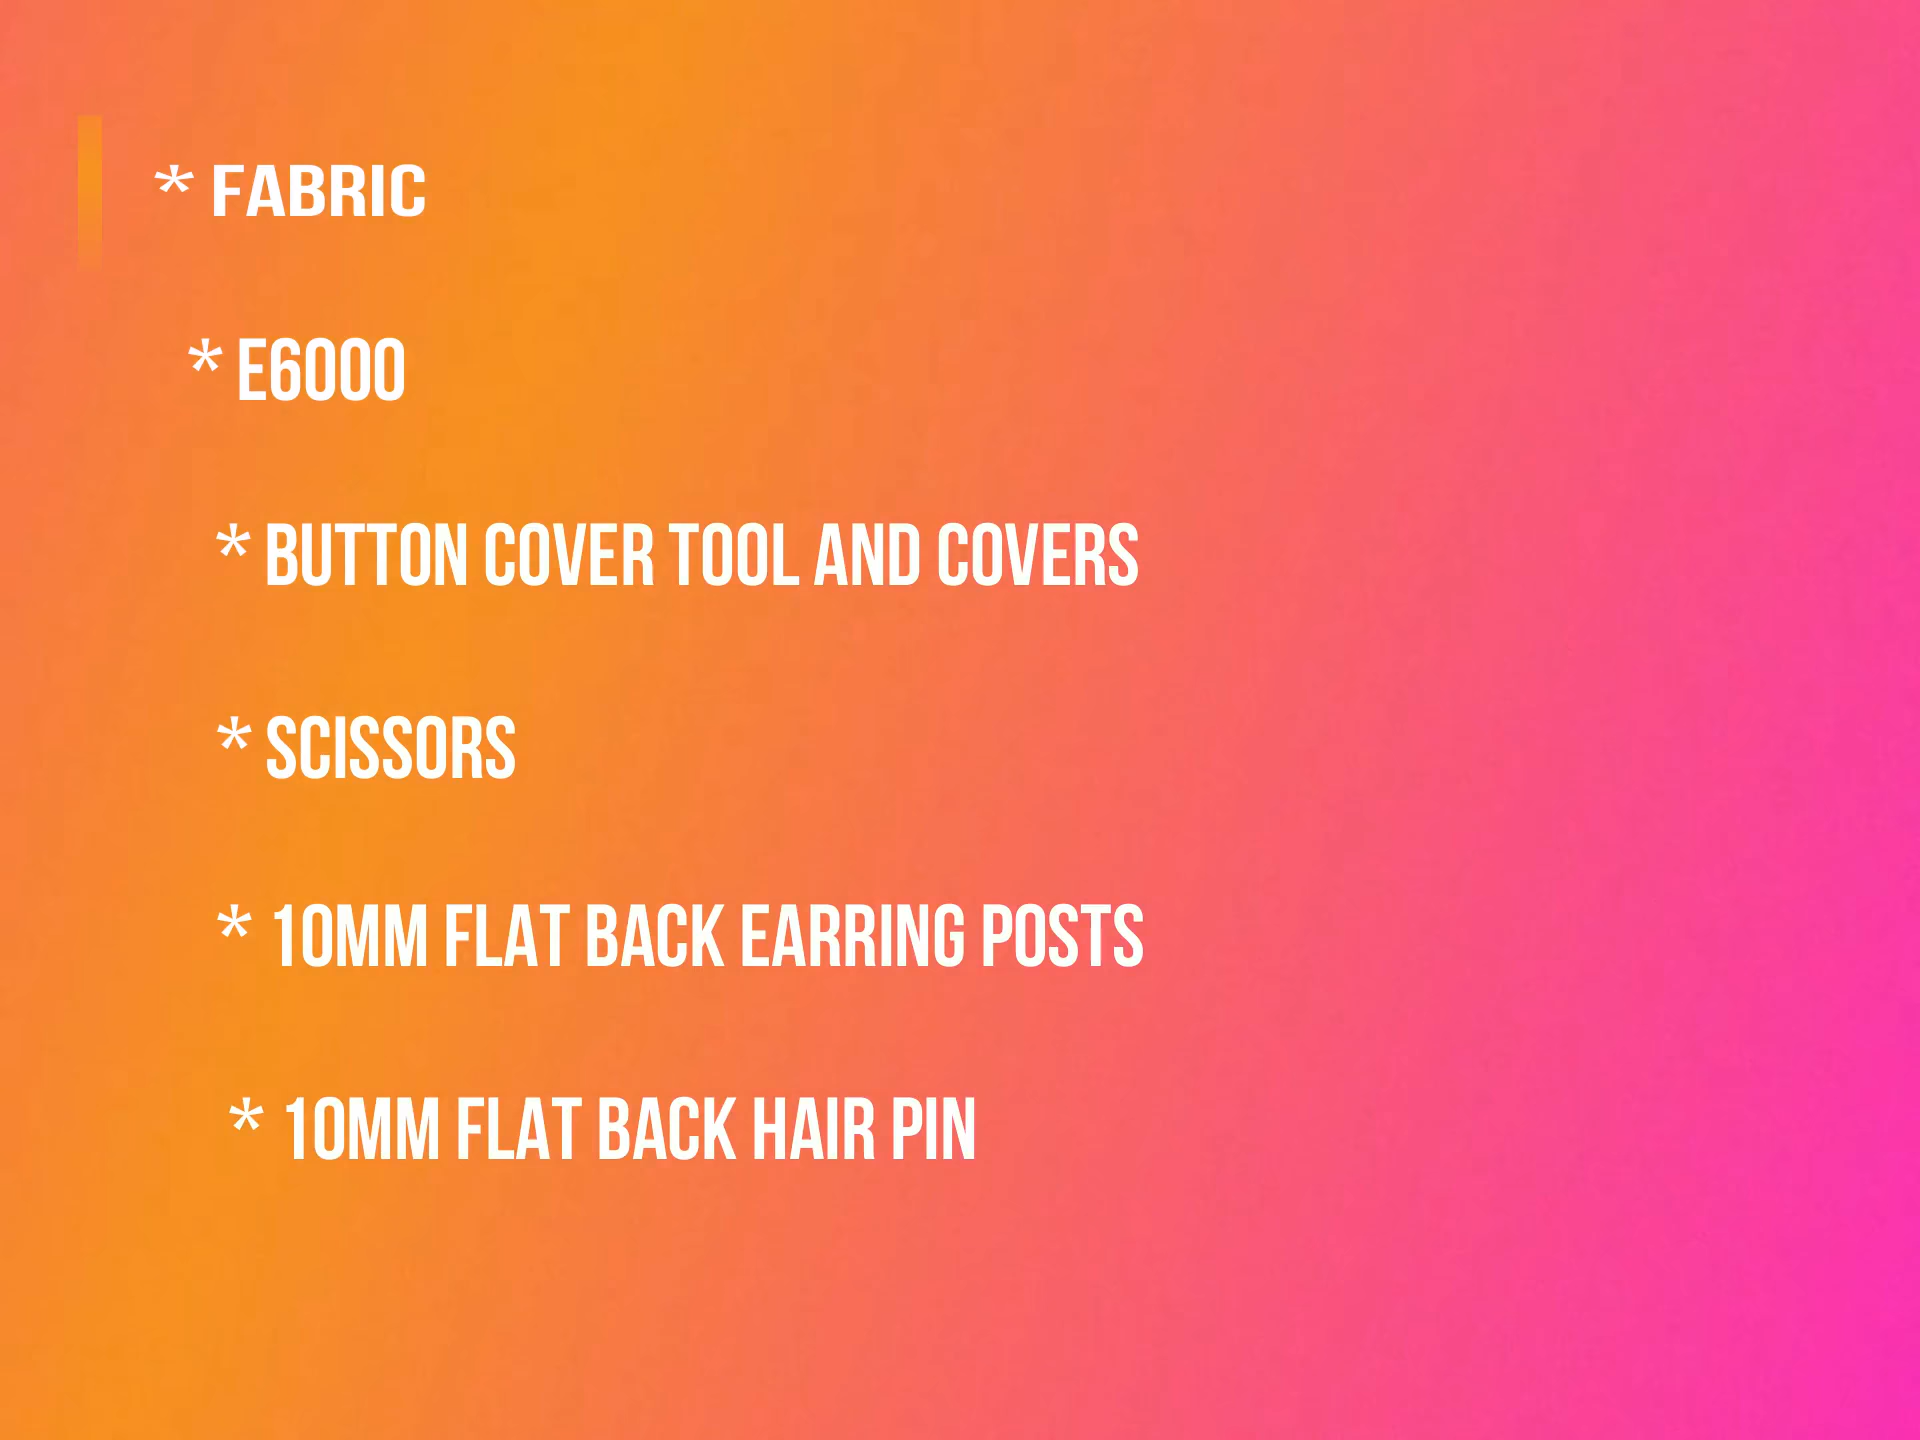 * FABRIC
* E6000
* BUTTON COVER TOOL AND COVERS
* SCISSORS
* 10MM FLAT BACK EARRING POSTS
* 10MM FLAT BACK HAIR PIN